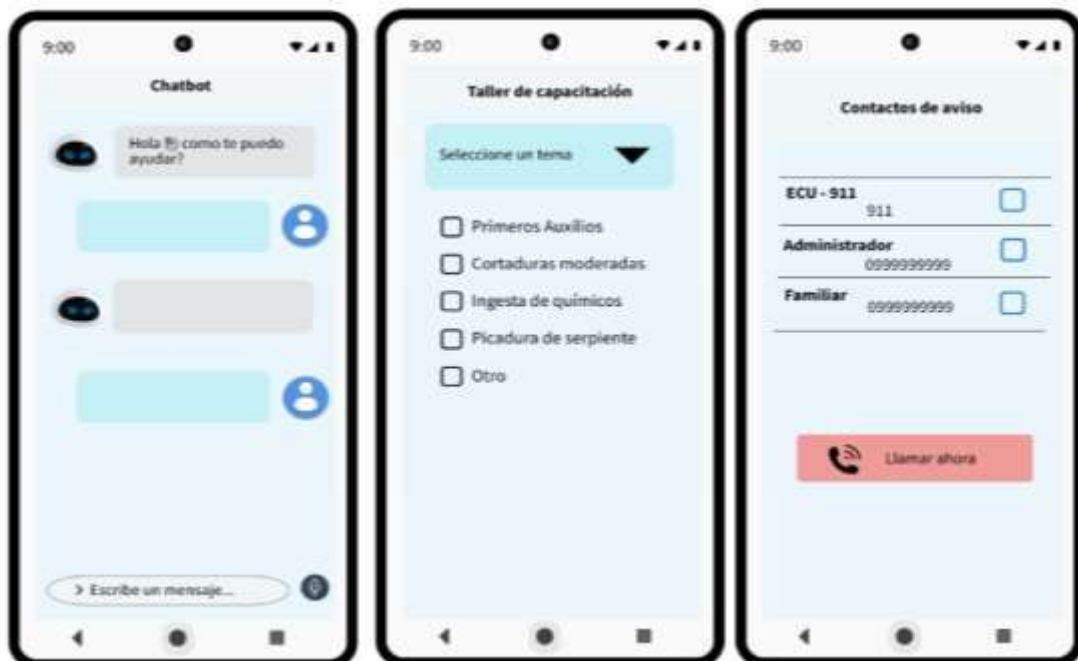 9:00
Chatbot
Hola 👋 como te puedo
ayudar?
> Escribe un mensaje...
9:00
Taller de capacitación
Seleccione un tema
Primeros Auxilios
Cortaduras moderadas
Ingesta de químicos
Picadura de serpiente
Otro
9:00
Contactos de aviso
ECU - 911
911
Administrador
0999999999
Familiar
0999999999
Llamar ahora